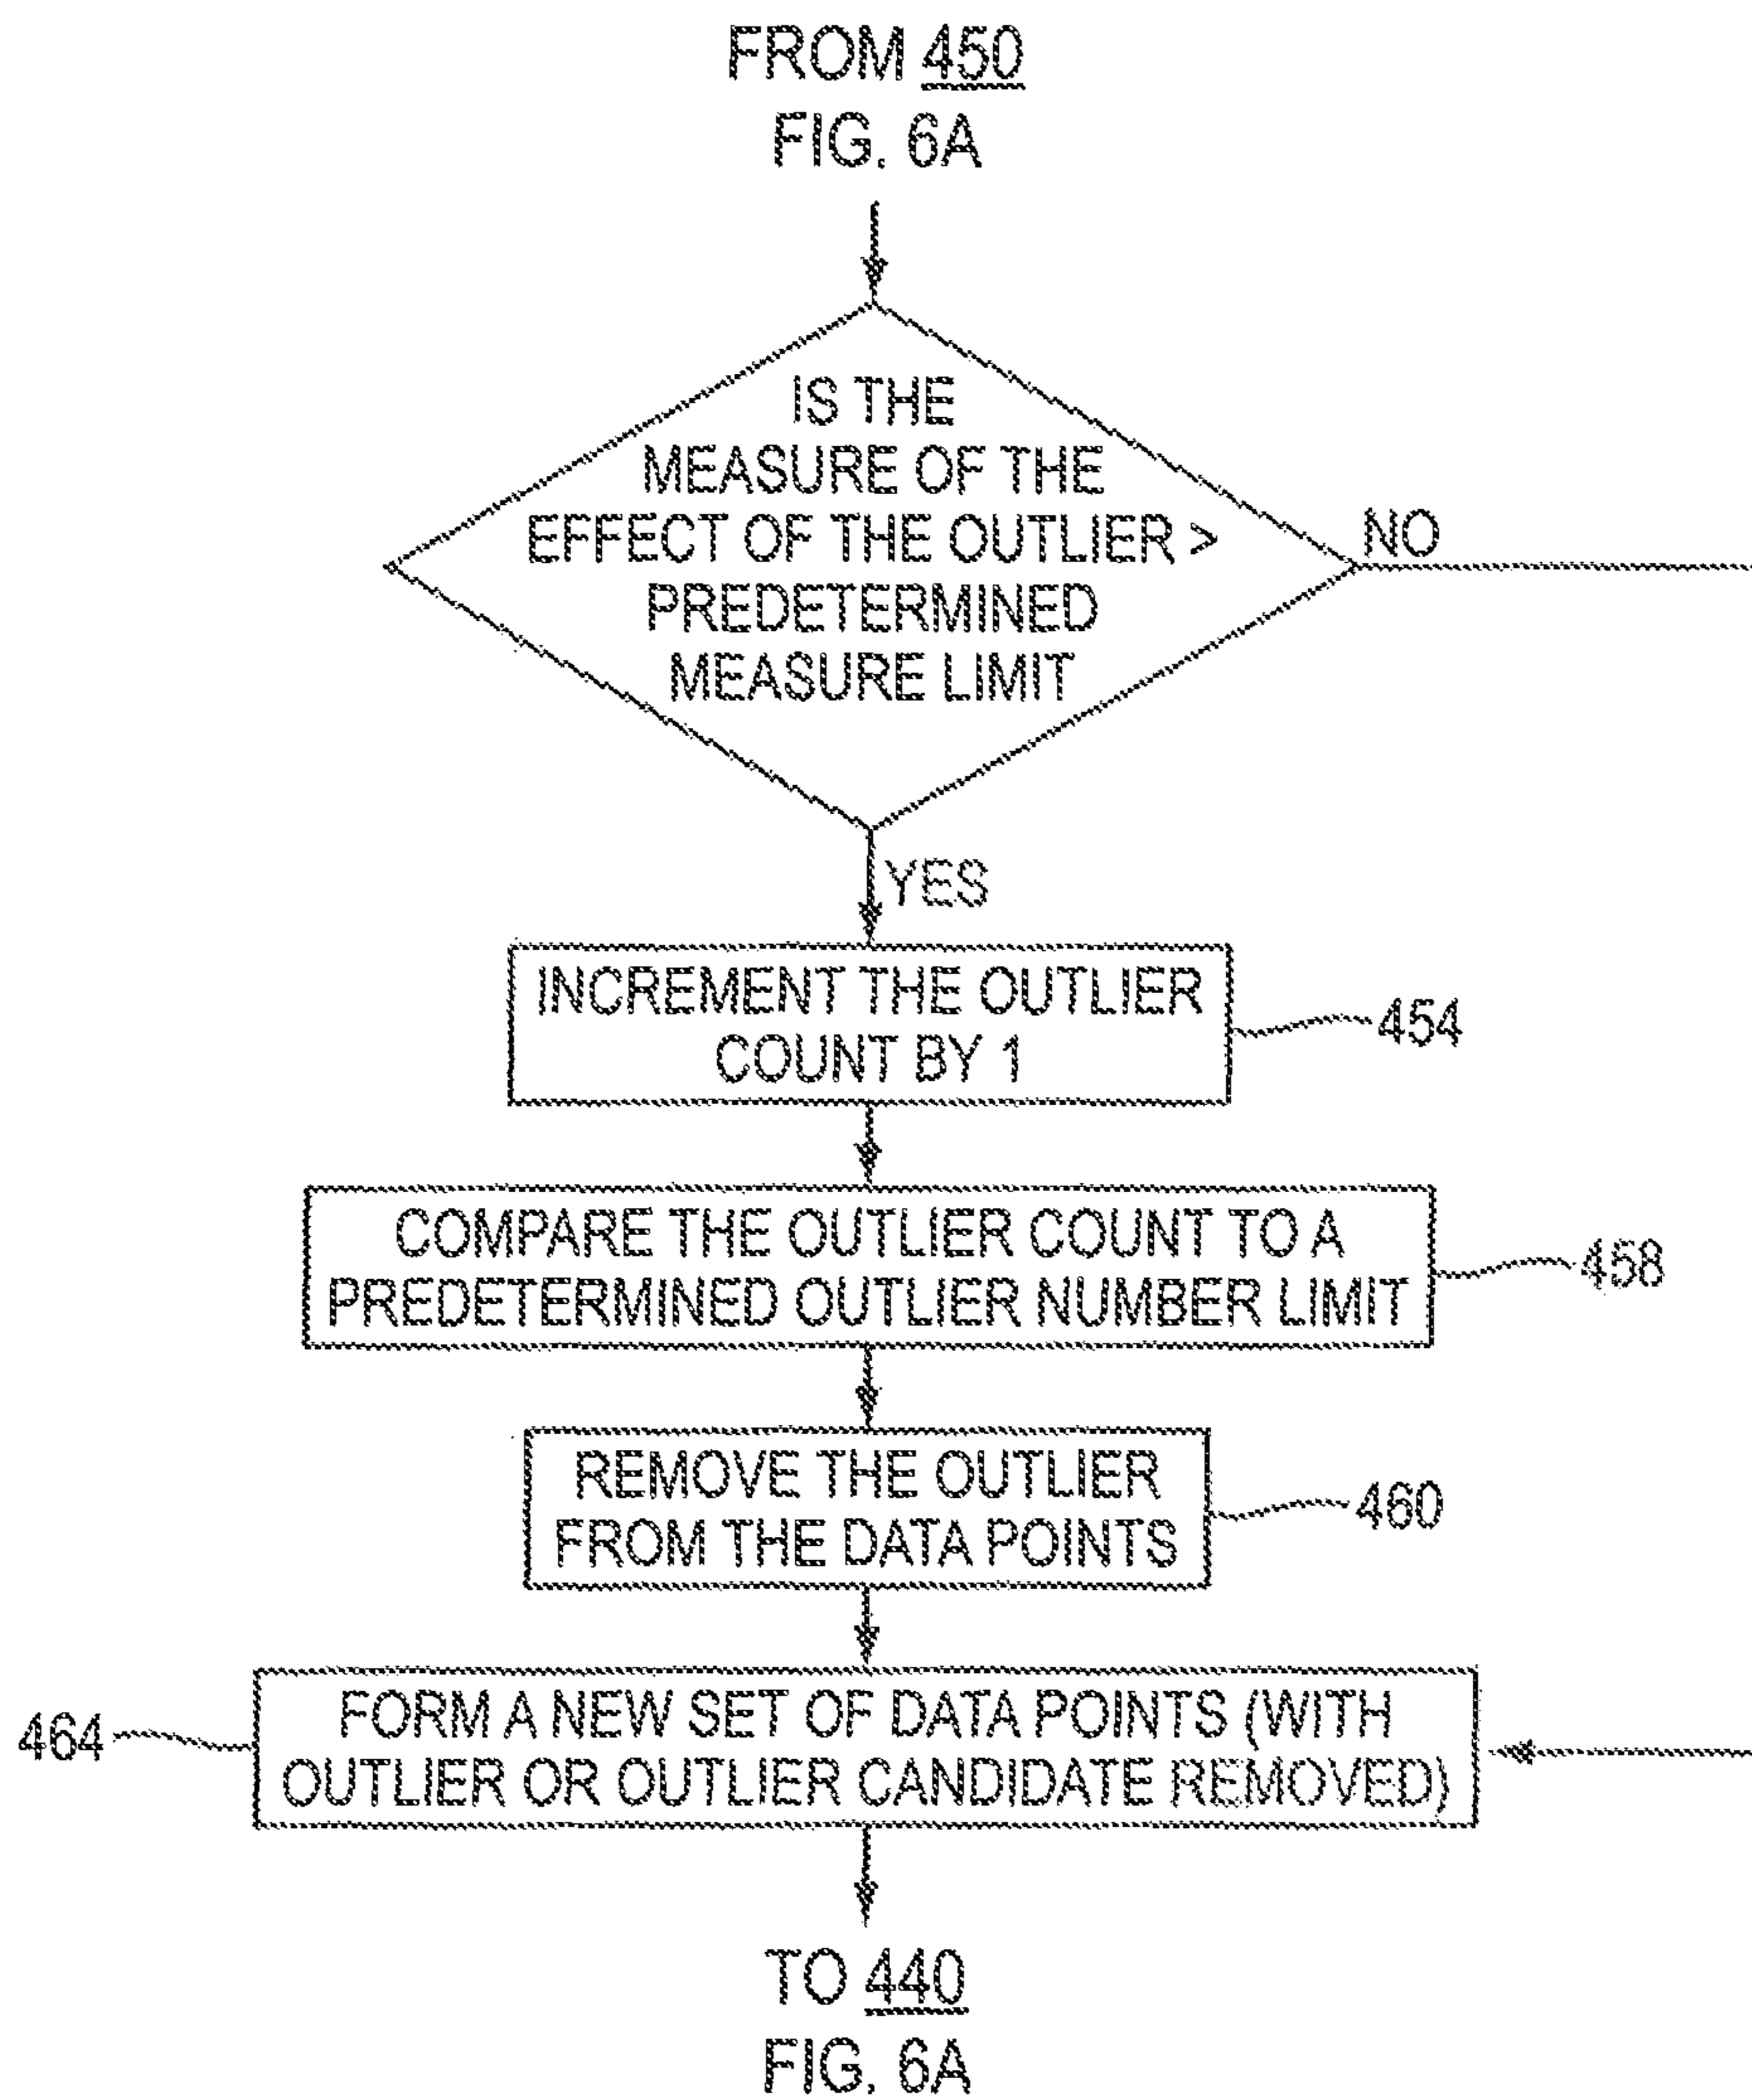 FROM 450
FIG. 6A
IS THE
MEASURE OF THE
EFFECT OF THE OUTLIER >
PREDETERMINED
MEASURE LIMIT
NO
YES
INCREMENT THE OUTLIER
COUNT BY 1
454
COMPARE THE OUTLIER COUNT TO A
PREDETERMINED OUTLIER NUMBER LIMIT
458
REMOVE THE OUTLIER
FROM THE DATA POINTS
460
464
FORM A NEW SET OF DATA POINTS (WITH
OUTLIER OR OUTLIER CANDIDATE REMOVED)
TO 440
FIG. 6A